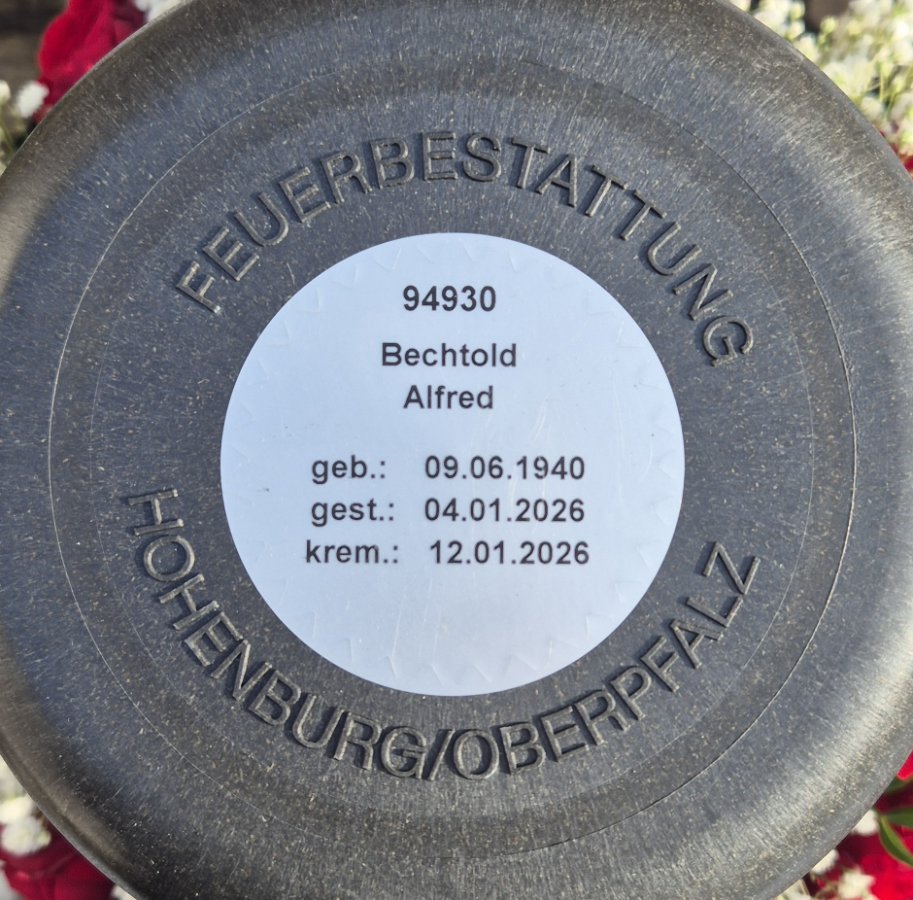 FEUERBESTATTUNG
94930
Bechtold
Alfred
geb.: 09.06.1940
gest.: 04.01.2026
krem.: 12.01.2026
HOHENBURG/OBERPFALZ